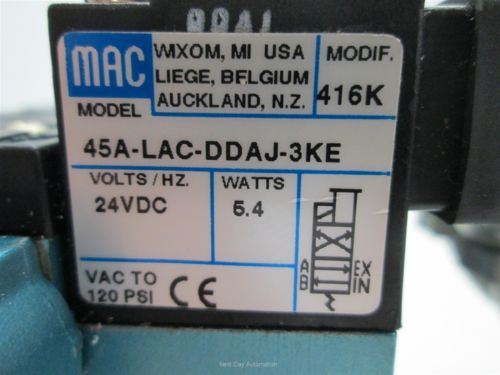 DDAJ
MAC
WIXOM, MI USA
LIEGE, BELGIUM
AUCKLAND, N.Z.
MODIF.
416K
MODEL
45A-LAC-DDAJ-3KE
VOLTS/HZ.
24VDC
WATTS
5.4
A EX
B IN
VAC TO
120 PSI
CE
Next Day Automation